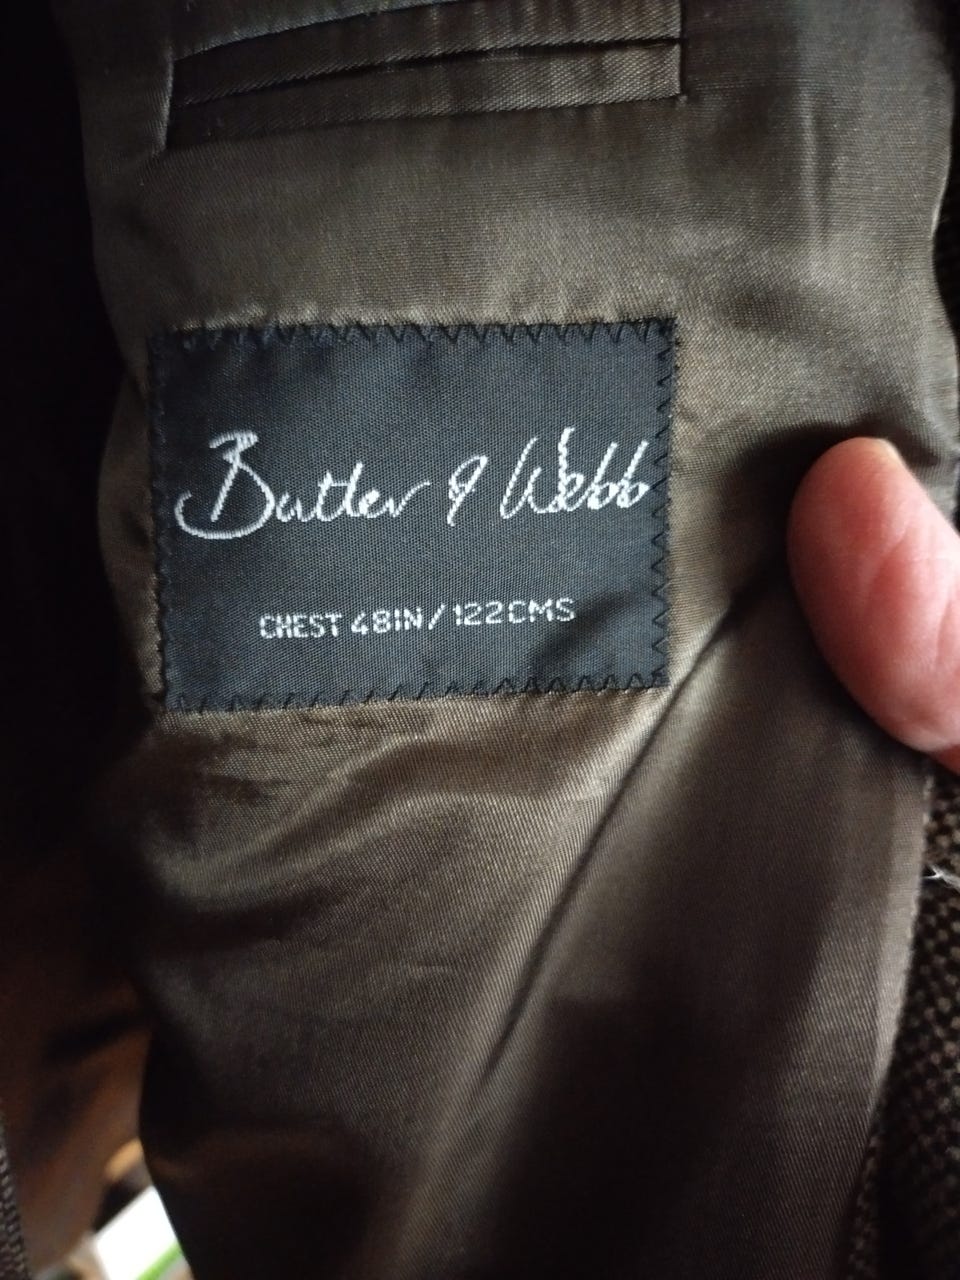 Butler & Webb
CHEST 48IN/122CMS